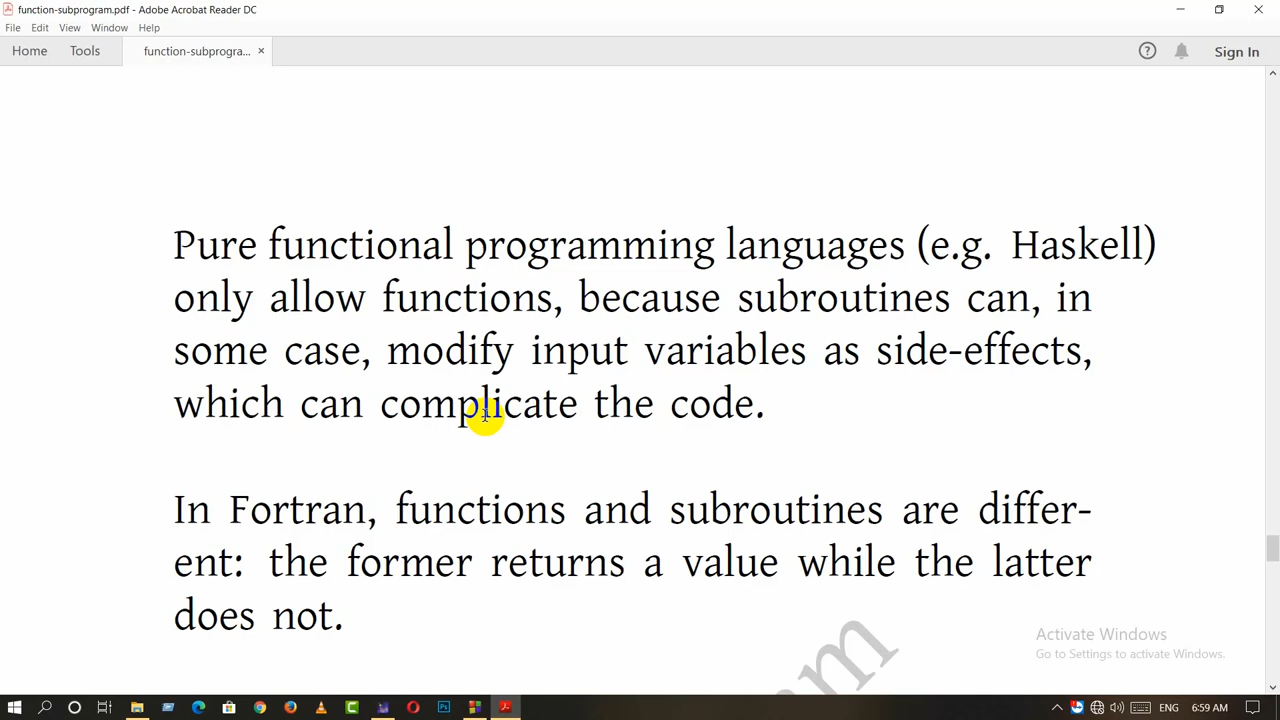 function-subprogram.pdf - Adobe Acrobat Reader DC
File Edit View Window Help
Home Tools function-subprogra... ×
? Sign In
Pure functional programming languages (e.g. Haskell)
only allow functions, because subroutines can, in
some case, modify input variables as side-effects,
which can complicate the code.
In Fortran, functions and subroutines are differ-
ent: the former returns a value while the latter
does not.
Activate Windows
Go to Settings to activate Windows.
ENG 6:59 AM